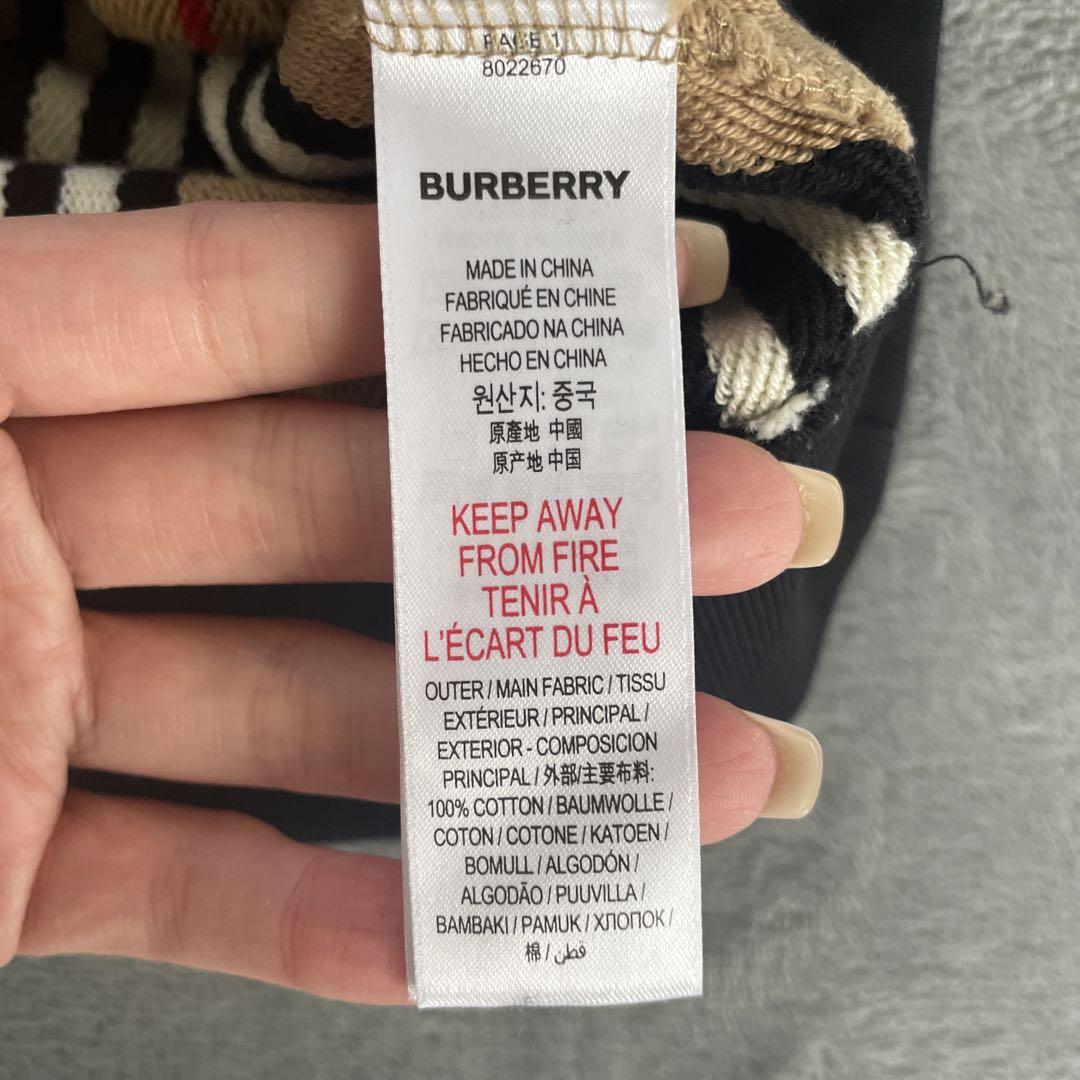 PAGE 1
8022670
BURBERRY
MADE IN CHINA
FABRIQUÉ EN CHINE
FABRICADO NA CHINA
HECHO EN CHINA
원산지: 중국
原產地 中國
原产地 中国
KEEP AWAY
FROM FIRE
TENIR À
L'ÉCART DU FEU
OUTER / MAIN FABRIC / TISSU
EXTÉRIEUR / PRINCIPAL /
EXTERIOR - COMPOSICION
PRINCIPAL / 外部/主要布料:
100% COTTON / BAUMWOLLE /
COTON / COTONE / KATOEN /
BOMULL / ALGODÓN /
ALGODÃO / PUUVILLA /
BAMBAKI / PAMUK / ХЛОПОК /
棉 / قطن